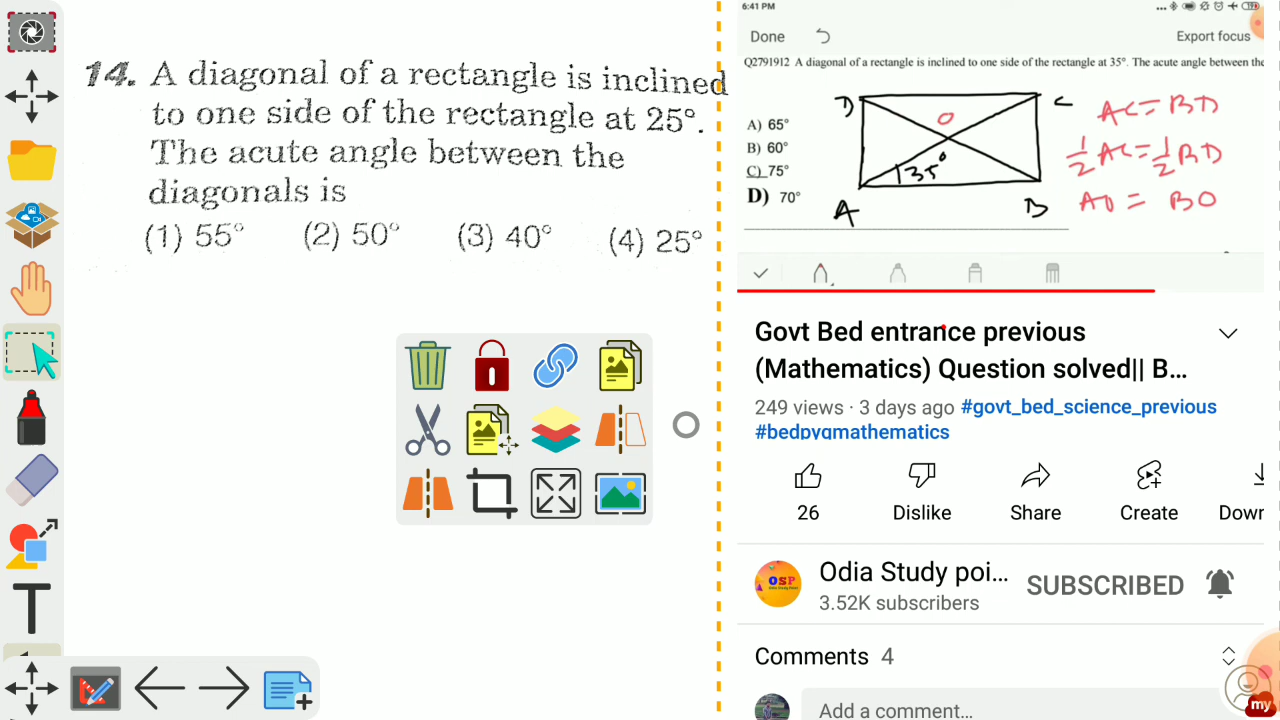 14. A diagonal of a rectangle is inclined
to one side of the rectangle at 25°.
The acute angle between the
diagonals is
(1) 55° (2) 50° (3) 40° (4) 25°
T
6:41 PM
Done
Export focus
Q2791912 A diagonal of a rectangle is inclined to one side of the rectangle at 35°. The acute angle between the
A) 65°
B) 60°
C) 75°
D) 70°
D
C
O
35°
A
B
AC = BD
1/2 AC = 1/2 BD
AO = BO
Govt Bed entrance previous
(Mathematics) Question solved|| B...
249 views · 3 days ago #govt_bed_science_previous
#bedpyqmathematics
26 Dislike Share Create Down
OSP
Odia Study poi...
SUBSCRIBED
3.52K subscribers
Comments 4
Add a comment...
my